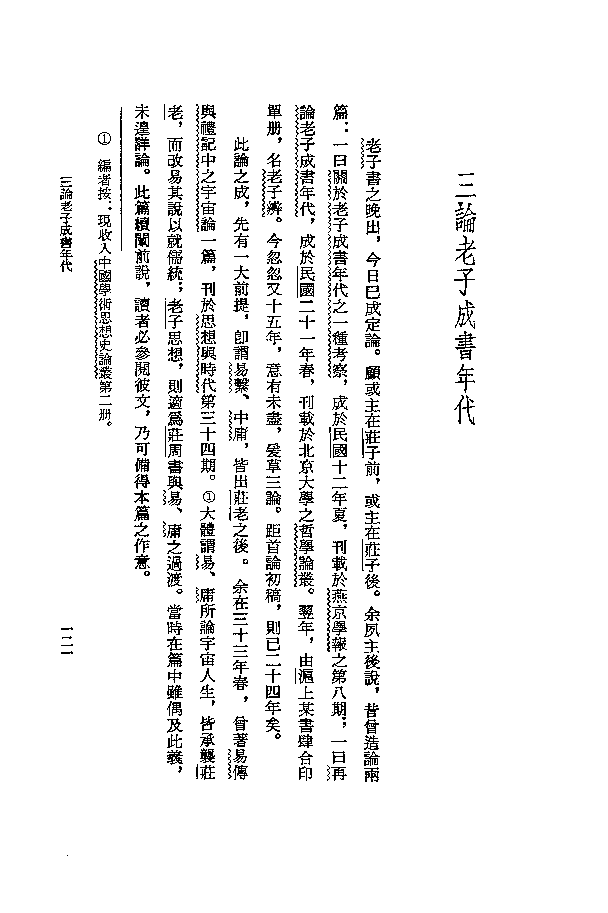 三論老子成書年代
老子書之晚出，今日已成定論。顧或主在莊子前，或主在莊子後。余夙主後說，昔曾造論兩
篇：一曰關於老子成書年代之一種考察，成於民國十二年夏，刊載於燕京學報之第八期；一曰再
論老子成書年代，成於民國二十一年春，刊載於北京大學之哲學論叢。翌年，由滬上某書肆合印
單册，名老子辨。今忽忽又十五年，意有未盡，爰草三論。距首論初稿，則已二十四年矣。
此論之成，先有一大前提，卽謂易繫、中庸，皆出莊老之後。余在三十三年春，曾著易傳
與禮記中之宇宙論一篇，刊於思想與時代第三十四期。①大體謂易、庸所論宇宙人生，皆承襲莊
老，而改易其說以就儒統；老子思想，則適爲莊周書與易、庸之過渡。當時在篇中雖偶及此義，
未遑詳論。此篇續闡前說，讀者必參閱彼文，乃可備得本篇之作意。
① 編者按：現收入中國學術思想史論叢第二册。
三論老子成書年代
一二一